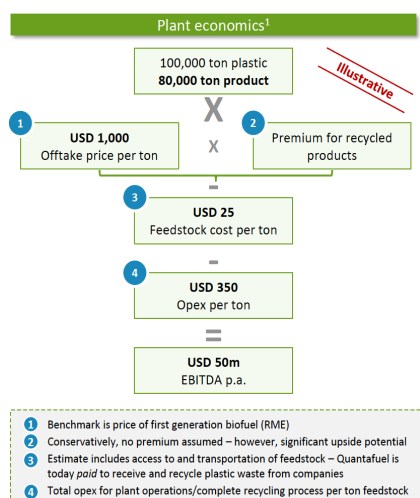 Plant economics1
100,000 ton plastic
80,000 ton product
Illustrative
X
1
USD 1,000
Offtake price per ton
x
2
Premium for recycled
products
-
3
USD 25
Feedstock cost per ton
-
4
USD 350
Opex per ton
=
USD 50m
EBITDA p.a.
1 Benchmark is price of first generation biofuel (RME)
2 Conservatively, no premium assumed – however, significant upside potential
3 Estimate includes access to and transportation of feedstock – Quantafuel is
today paid to receive and recycle plastic waste from companies
4 Total opex for plant operations/complete recycling process per ton feedstock